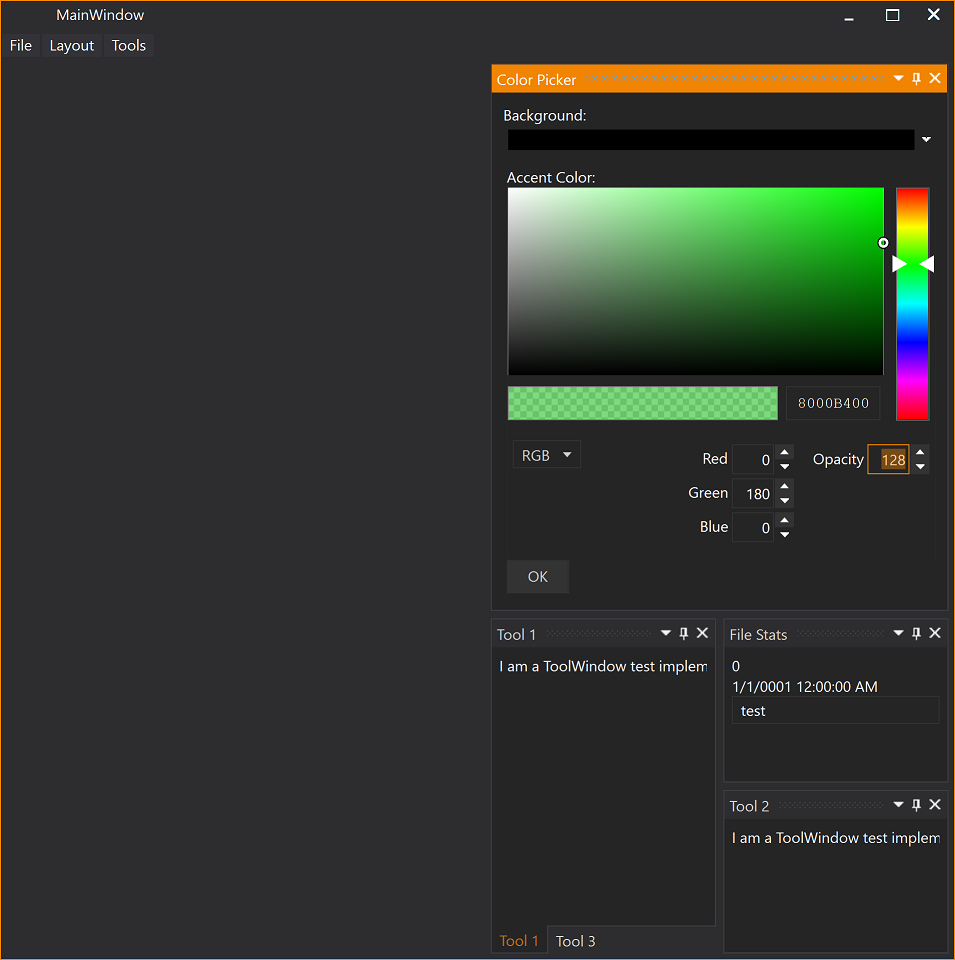 MainWindow
File Layout Tools
Color Picker
Background:
Accent Color:
8000B400
RGB
Red 0 Opacity 128
Green 180
Blue 0
OK
Tool 1
I am a ToolWindow test implem
Tool 1 Tool 3
File Stats
0
1/1/0001 12:00:00 AM
test
Tool 2
I am a ToolWindow test implem